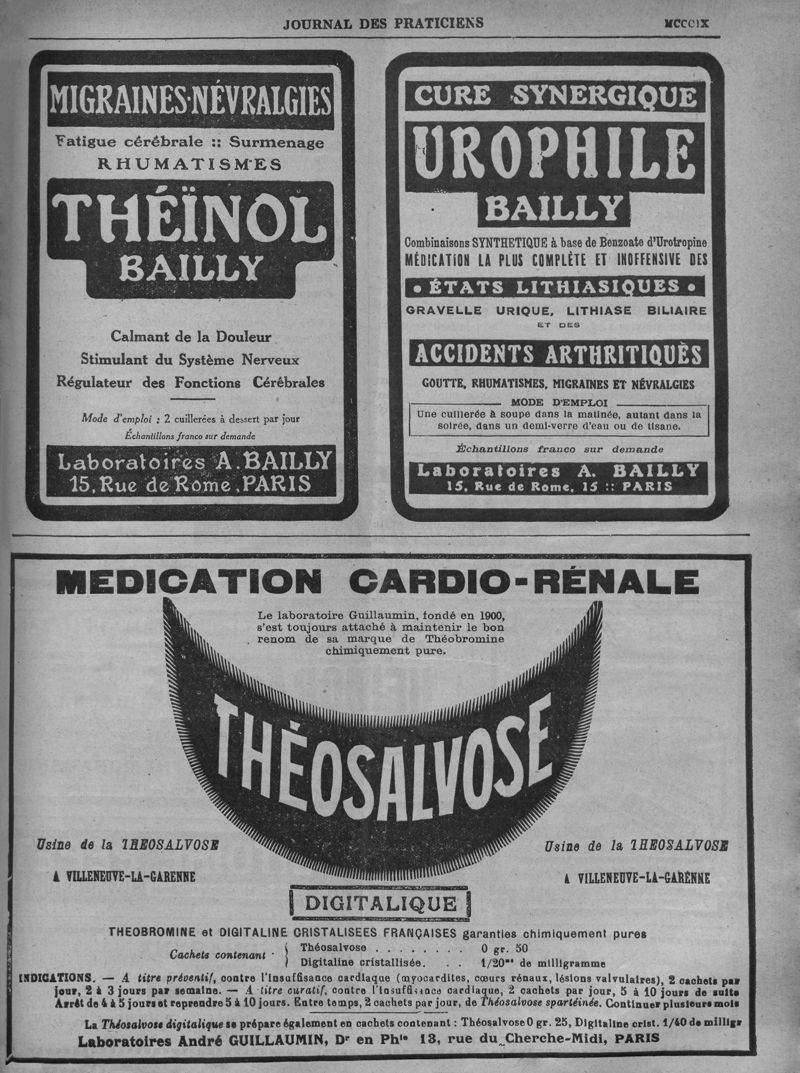 JOURNAL DES PRATICIENS
MCCCIX
MIGRAINES-NÉVRALGIES
Fatigue cérébrale :: Surmenage
RHUMATISMES
THÉÏNOL
BAILLY
Calmant de la Douleur
Stimulant du Système Nerveux
Régulateur des Fonctions Cérébrales
Mode d'emploi : 2 cuillerées à dessert par jour
Échantillons franco sur demande
Laboratoires A. BAILLY
15, Rue de Rome, PARIS
CURE SYNERGIQUE
UROPHILE
BAILLY
Combinaisons SYNTHETIQUE à base de Benzoate d'Urotropine
MÉDICATION LA PLUS COMPLÈTE ET INOFFENSIVE DES
• ÉTATS LITHIASIQUES •
GRAVELLE URIQUE, LITHIASE BILIAIRE
ET DES
ACCIDENTS ARTHRITIQUES
GOUTTE, RHUMATISMES, MIGRAINES ET NÉVRALGIES
MODE D'EMPLOI
Une cuillerée à soupe dans la matinée, autant dans la
soirée, dans un demi-verre d'eau ou de tisane.
Échantillons franco sur demande
Laboratoires A. BAILLY
15, Rue de Rome, 15 :: PARIS
MEDICATION CARDIO-RÉNALE
Le laboratoire Guillaumin, fondé en 1900,
s'est toujours attaché à maintenir le bon
renom de sa marque de Théobromine
chimiquement pure.
THÉOSALVOSE
Usine de la THEOSALVOSE
A VILLENEUVE-LA-GARENNE
Usine de la THEOSALVOSE
A VILLENEUVE-LA-GARENNE
DIGITALIQUE
THEOBROMINE et DIGITALINE CRISTALISEES FRANÇAISES garanties chimiquement pures
Cachets contenant
Théosalvose . . . . . . . . 0 gr. 50
Digitaline cristallisée. . . 1/20me de milligramme
INDICATIONS. — A titre préventif, contre l'insuffisance cardiaque (myocardites, cœurs rénaux, lésions valvulaires), 2 cachets par
jour, 2 à 3 jours par semaine. — A titre curatif, contre l'insuffisance cardiaque, 2 cachets par jour, 5 à 10 jours de suite
Arrêt de 4 à 5 jours et reprendre 5 à 10 jours. Entre temps, 2 cachets par jour, de Théosalvose spartéinée. Continuer plusieurs mois
La Théosalvose digitalique se prépare également en cachets contenant : Théosalvose 0 gr. 25, Digitaline crist. 1/40 de milligr
Laboratoires André GUILLAUMIN, Dr en Phie 13, rue du Cherche-Midi, PARIS